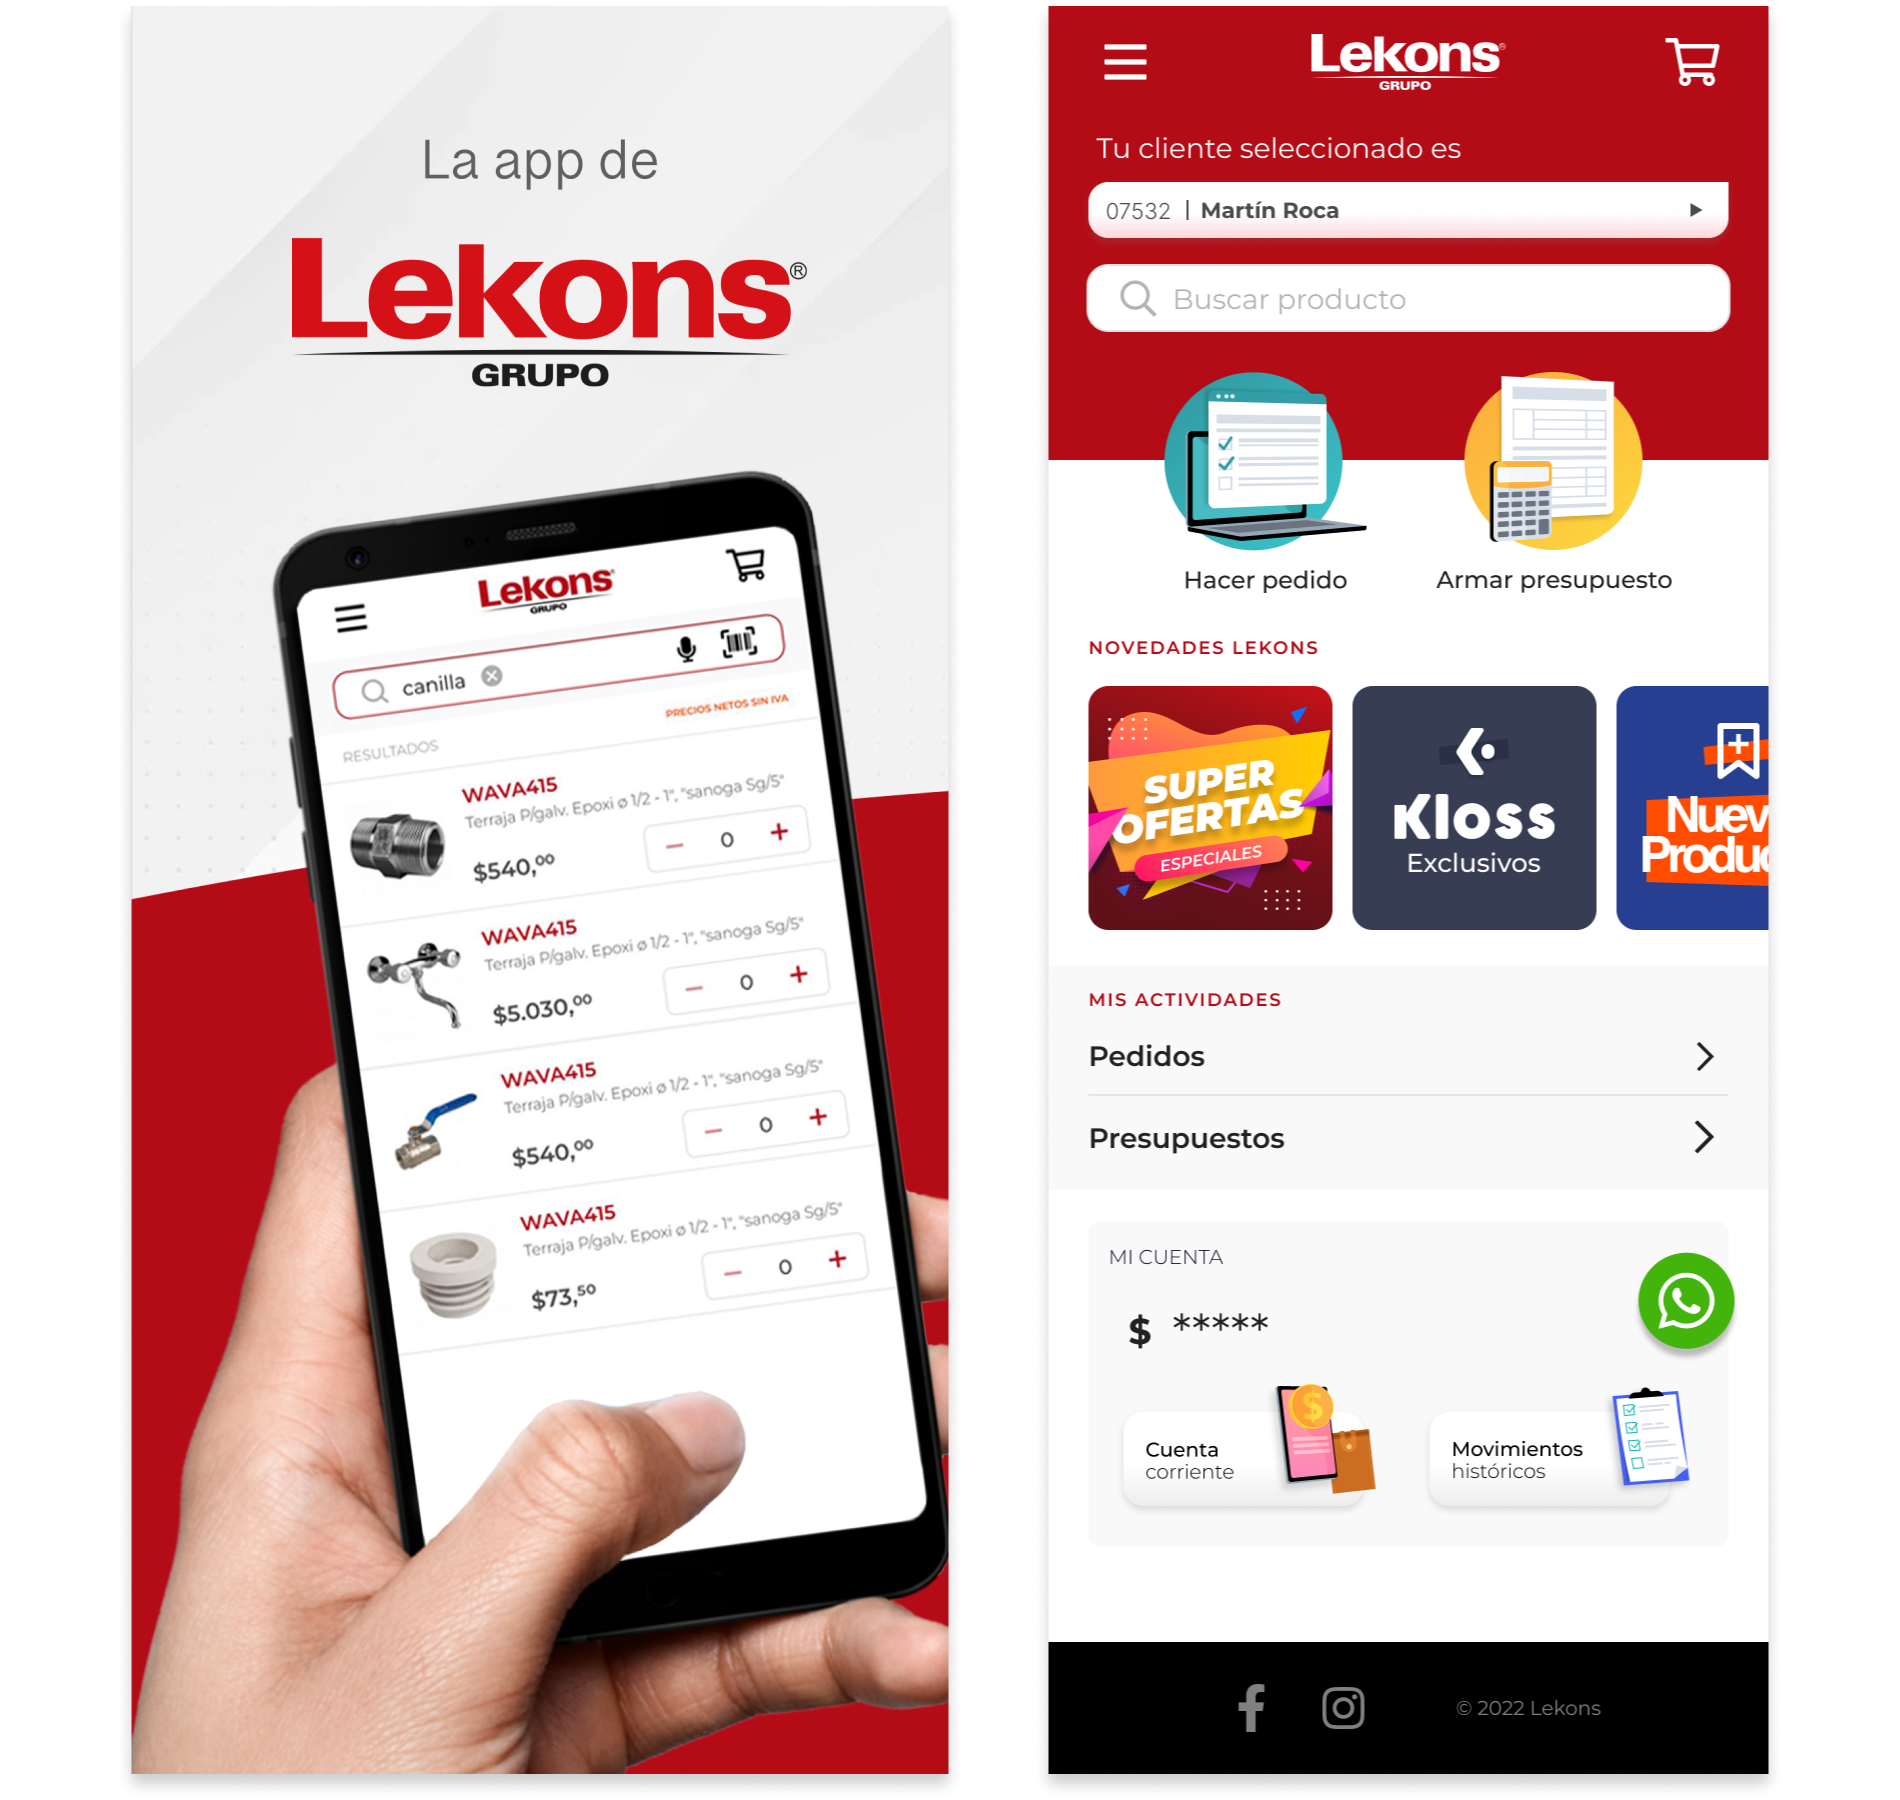 La app de
Lekons®
GRUPO
Lekons
GRUPO
canilla
PRECIOS NETOS SIN IVA
RESULTADOS
WAVA415
Terraja P/galv. Epoxi ø 1/2 - 1", "sanoga Sg/5"
$540,00
0
WAVA415
Terraja P/galv. Epoxi ø 1/2 - 1", "sanoga Sg/5"
$5.030,00
0
WAVA415
Terraja P/galv. Epoxi ø 1/2 - 1", "sanoga Sg/5"
$540,00
0
WAVA415
Terraja P/galv. Epoxi ø 1/2 - 1", "sanoga Sg/5"
$73,50
0
Lekons®
GRUPO
Tu cliente seleccionado es
07532 | Martín Roca
Buscar producto
Hacer pedido
Armar presupuesto
NOVEDADES LEKONS
SUPER
OFERTAS
ESPECIALES
Kloss
Exclusivos
Nuev
Produc
MIS ACTIVIDADES
Pedidos
Presupuestos
MI CUENTA
$ *****
Cuenta
corriente
Movimientos
históricos
© 2022 Lekons